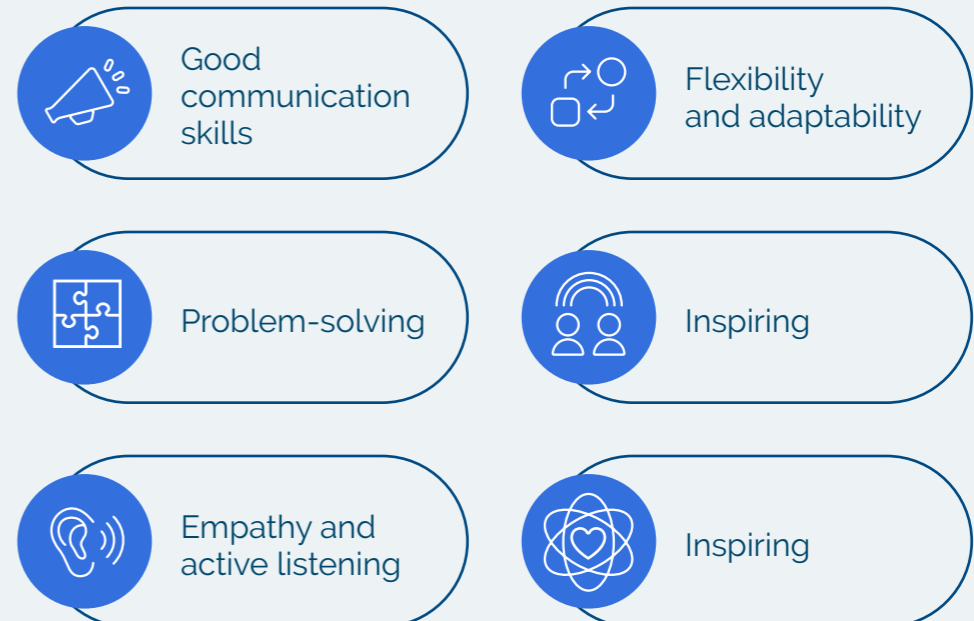 Good
communication
skills
Flexibility
and adaptability
Problem-solving
Inspiring
Empathy and
active listening
Inspiring